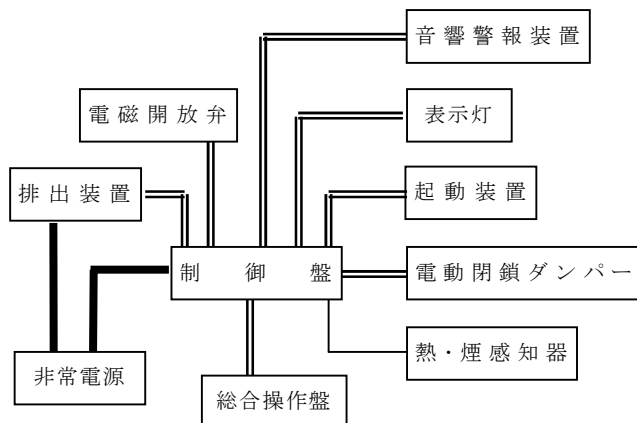 音響警報装置
電磁開放弁
表示灯
排出装置
起動装置
制御盤
電動閉鎖ダンパー
熱・煙感知器
非常電源
総合操作盤